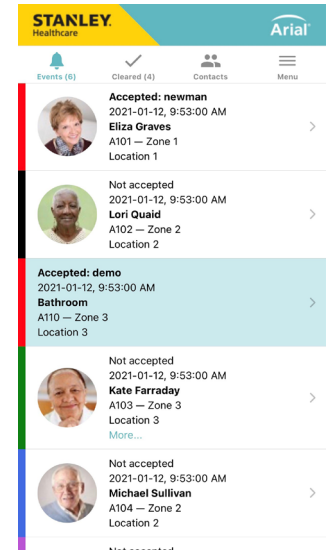 STANLEY.
Healthcare
Arial
Events (6)
Cleared (4)
Contacts
Menu
Accepted: newman
2021-01-12, 9:53:00 AM
Eliza Graves
A101 — Zone 1
Location 1
Not accepted
2021-01-12, 9:53:00 AM
Lori Quaid
A102 — Zone 2
Location 2
Accepted: demo
2021-01-12, 9:53:00 AM
Bathroom
A110 — Zone 3
Location 3
Not accepted
2021-01-12, 9:53:00 AM
Kate Farraday
A103 — Zone 3
Location 3
More...
Not accepted
2021-01-12, 9:53:00 AM
Michael Sullivan
A104 — Zone 2
Location 2
Not accepted